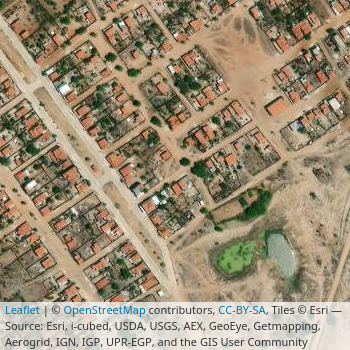 Leaflet | © OpenStreetMap contributors, CC-BY-SA, Tiles © Esri —
Source: Esri, i-cubed, USDA, USGS, AEX, GeoEye, Getmapping,
Aerogrid, IGN, IGP, UPR-EGP, and the GIS User Community